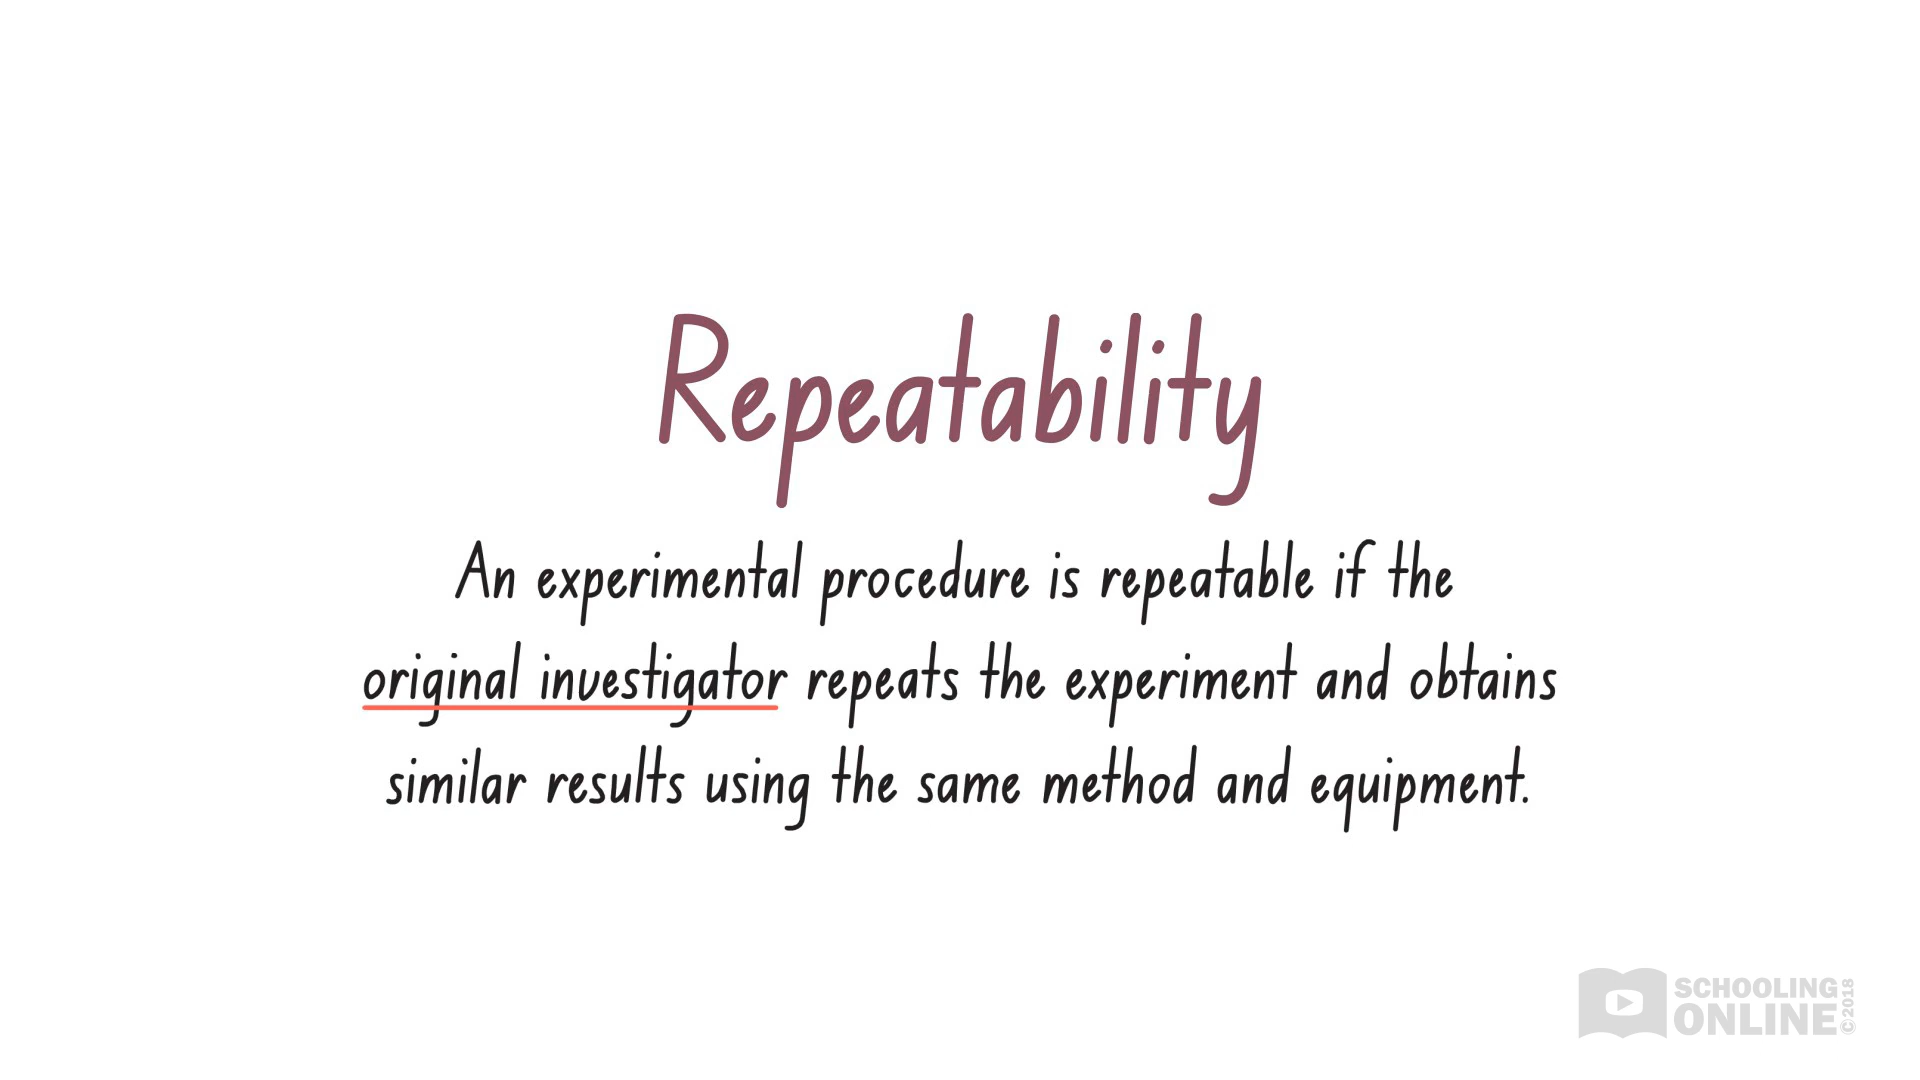 Repeatability
An experimental procedure is repeatable if the
original investigator repeats the experiment and obtains
similar results using the same method and equipment.
SCHOOLING
ONLINE
©2018